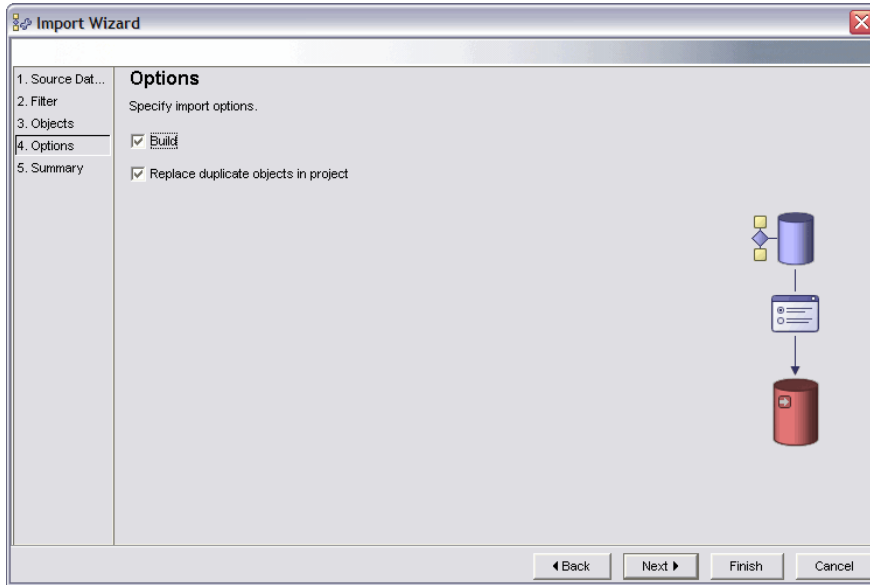 Import Wizard
1. Source Dat...
2. Filter
3. Objects
4. Options
5. Summary
Options
Specify import options.
Build
Replace duplicate objects in project
Back
Next
Finish
Cancel